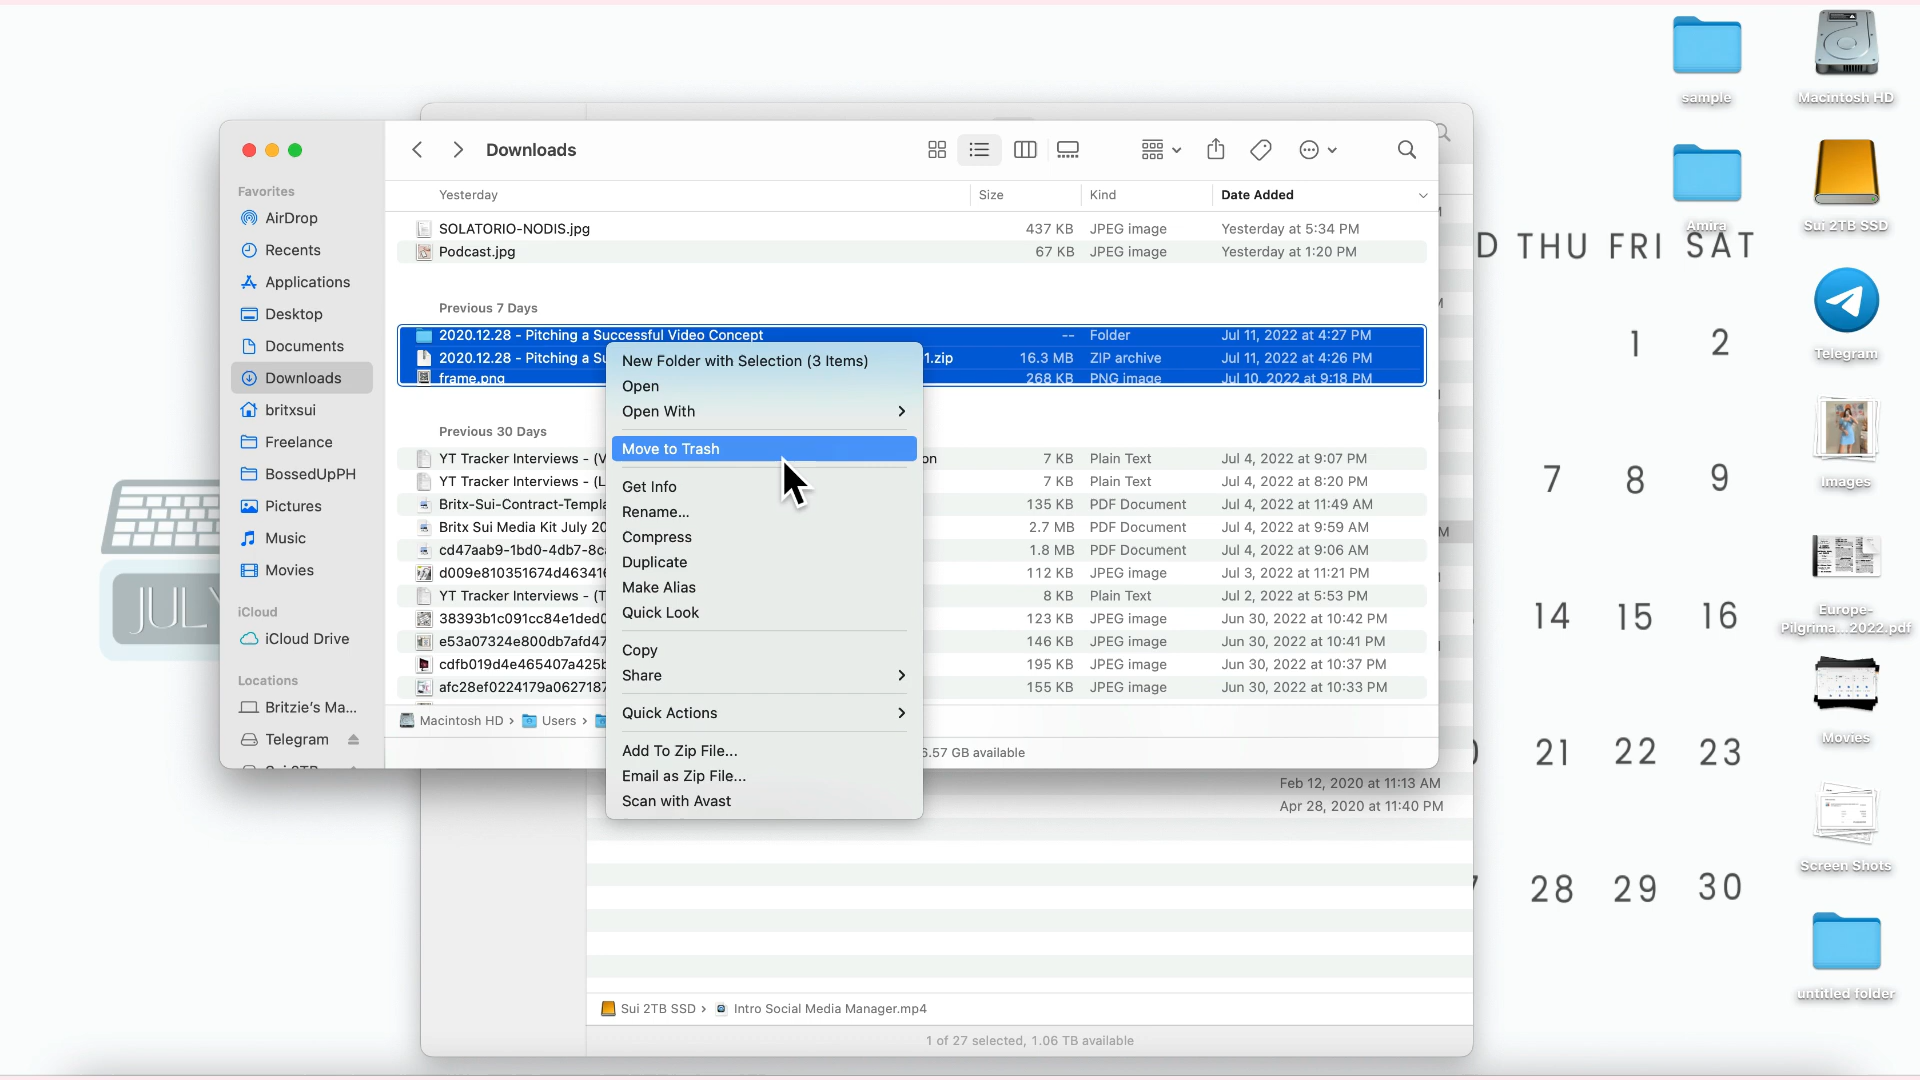 sample
Macintosh HD
Downloads
Favorites
AirDrop
Recents
Applications
Desktop
Documents
Downloads
britxsui
Freelance
BossedUpPH
Pictures
Music
Movies
iCloud
iCloud Drive
Locations
Britzie's Ma...
Telegram
Yesterday Size Kind Date Added
SOLATORIO-NODIS.jpg 437 KB JPEG image Yesterday at 5:34 PM
Podcast.jpg 67 KB JPEG image Yesterday at 1:20 PM
Previous 7 Days
2020.12.28 - Pitching a Successful Video Concept -- Folder Jul 11, 2022 at 4:27 PM
2020.12.28 - Pitching a Su 1.zip 16.3 MB ZIP archive Jul 11, 2022 at 4:26 PM
frame.png 268 KB PNG image Jul 10, 2022 at 9:18 PM
Previous 30 Days
YT Tracker Interviews - (V on 7 KB Plain Text Jul 4, 2022 at 9:07 PM
YT Tracker Interviews - (L 7 KB Plain Text Jul 4, 2022 at 8:20 PM
Britx-Sui-Contract-Templa 135 KB PDF Document Jul 4, 2022 at 11:49 AM
Britx Sui Media Kit July 20 2.7 MB PDF Document Jul 4, 2022 at 9:59 AM
cd47aab9-1bd0-4db7-8c 1.8 MB PDF Document Jul 4, 2022 at 9:06 AM
d009e810351674d46341 112 KB JPEG image Jul 3, 2022 at 11:21 PM
YT Tracker Interviews - (T 8 KB Plain Text Jul 2, 2022 at 5:53 PM
38393b1c091cc84e1ded0 123 KB JPEG image Jun 30, 2022 at 10:42 PM
e53a07324e800db7afd47 146 KB JPEG image Jun 30, 2022 at 10:41 PM
cdfb019d4e465407a425b 195 KB JPEG image Jun 30, 2022 at 10:37 PM
afc28ef0224179a0627187 155 KB JPEG image Jun 30, 2022 at 10:33 PM
Macintosh HD › Users ›
6.57 GB available
New Folder with Selection (3 Items)
Open
Open With
Move to Trash
Get Info
Rename...
Compress
Duplicate
Make Alias
Quick Look
Copy
Share
Quick Actions
Add To Zip File...
Email as Zip File...
Scan with Avast
Feb 12, 2020 at 11:13 AM
Apr 28, 2020 at 11:40 PM
Sui 2TB SSD › Intro Social Media Manager.mp4
1 of 27 selected, 1.06 TB available
JULY
D THU FRI SAT
1 2
7 8 9
14 15 16
21 22 23
28 29 30
Amira
Sui 2TB SSD
Telegram
Images
Europe-
Pilgrima...2022.pdf
Movies
Screen Shots
untitled folder